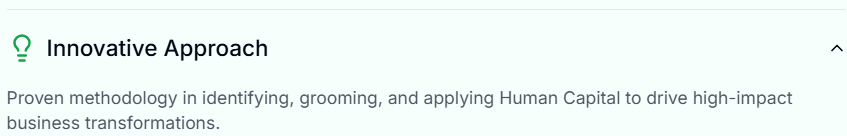 Innovative Approach
Proven methodology in identifying, grooming, and applying Human Capital to drive high-impact
business transformations.